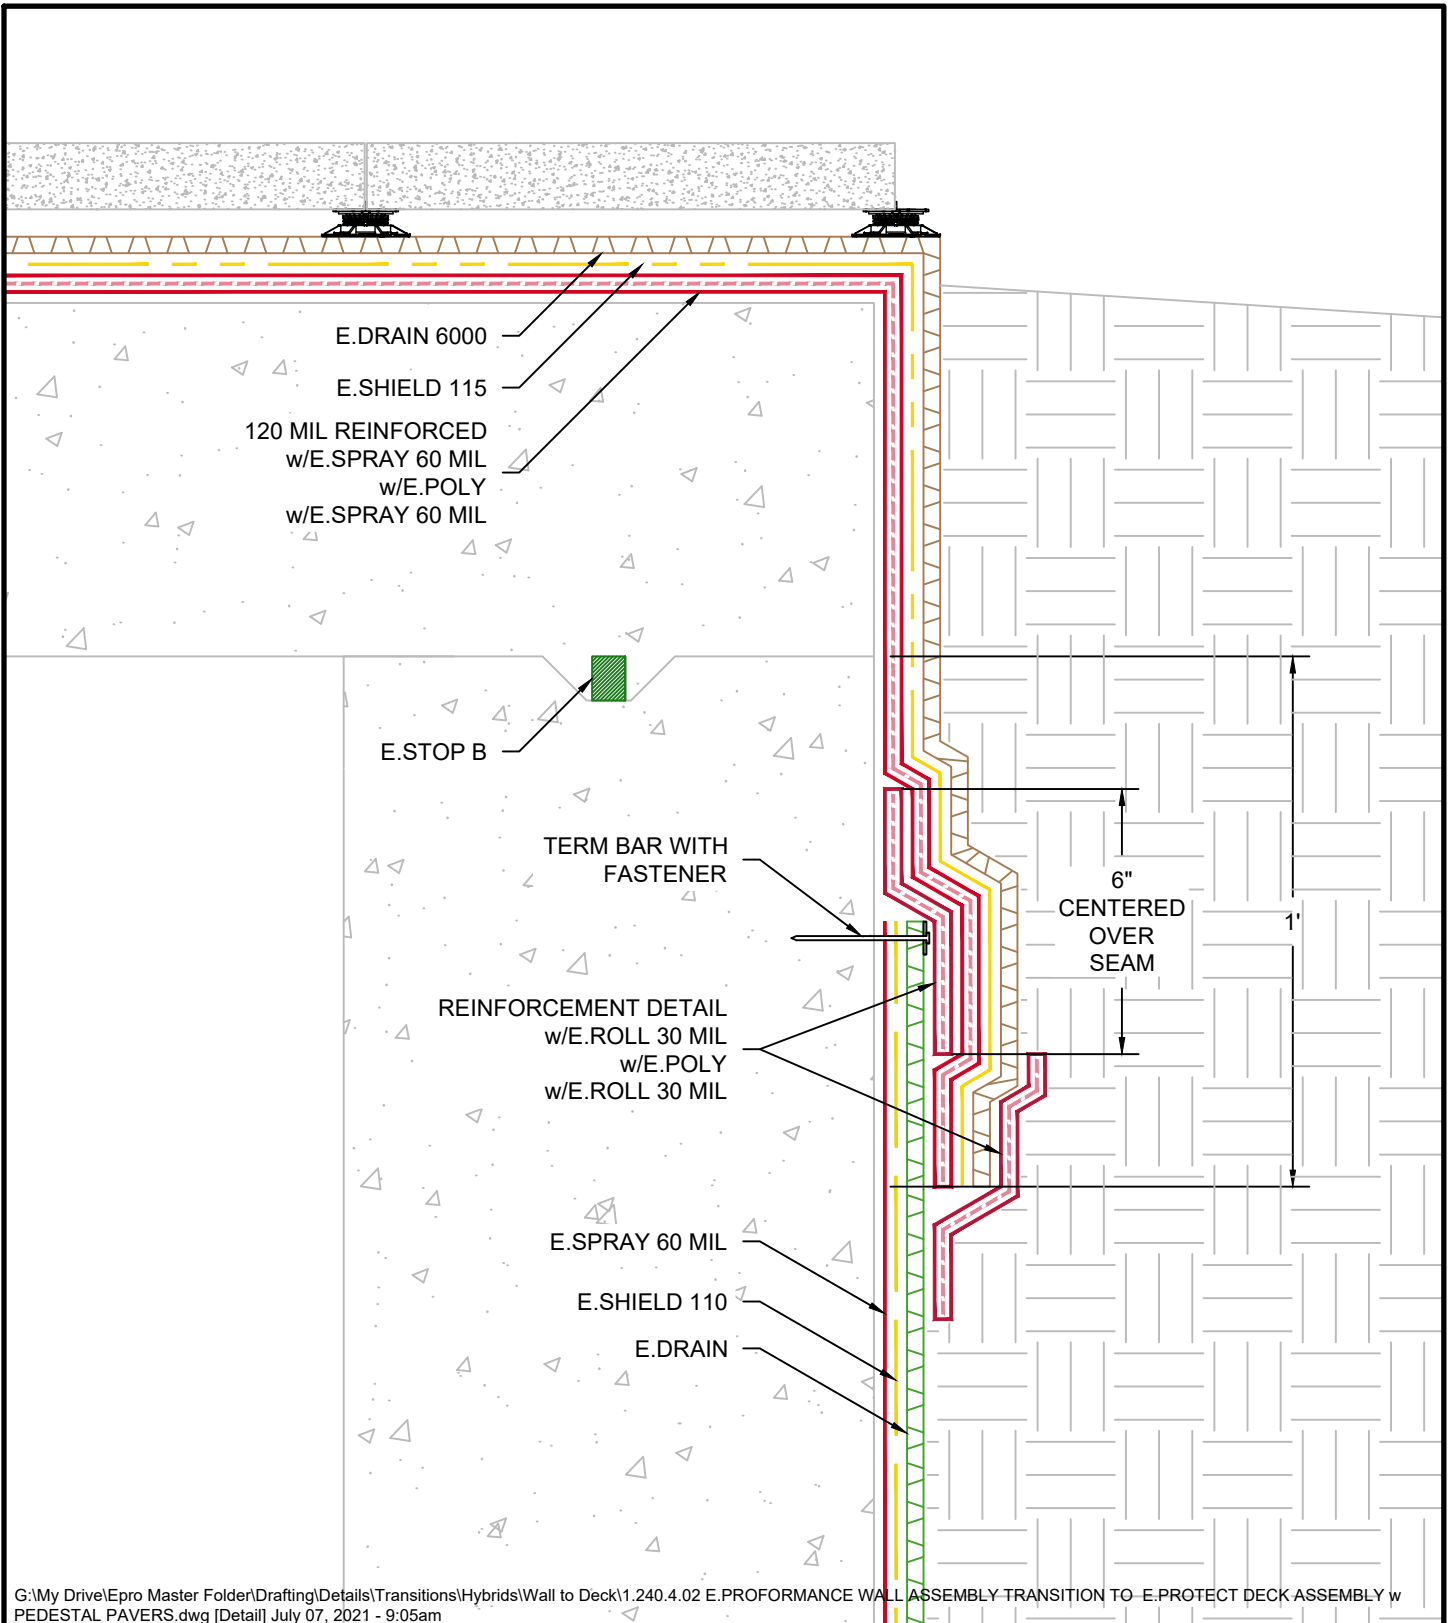 E.DRAIN 6000
E.SHIELD 115
120 MIL REINFORCED
w/E.SPRAY 60 MIL
w/E.POLY
w/E.SPRAY 60 MIL
E.STOP B
TERM BAR WITH
FASTENER
6"
CENTERED
OVER
SEAM
1'
REINFORCEMENT DETAIL
w/E.ROLL 30 MIL
w/E.POLY
w/E.ROLL 30 MIL
E.SPRAY 60 MIL
E.SHIELD 110
E.DRAIN
G:\My Drive\Epro Master Folder\Drafting\Details\Transitions\Hybrids\Wall to Deck\1.240.4.02 E.PROFORMANCE WALL ASSEMBLY TRANSITION TO E.PROTECT DECK ASSEMBLY w
PEDESTAL PAVERS.dwg [Detail] July 07, 2021 - 9:05am